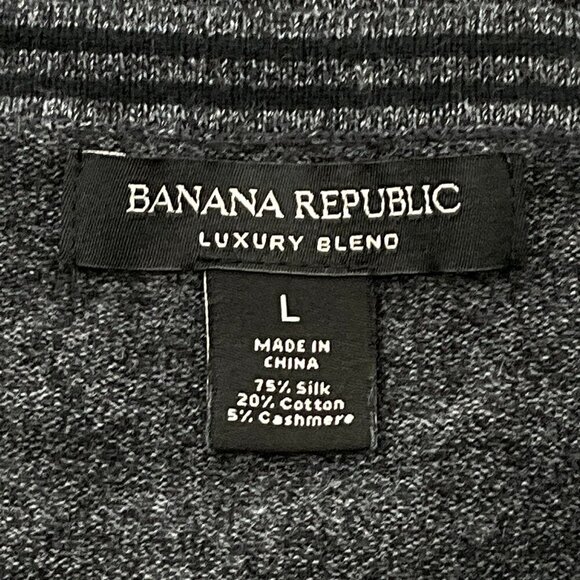 BANANA REPUBLIC
LUXURY BLEND
L
MADE IN
CHINA
75% Silk
20% Cotton
5% Cashmere